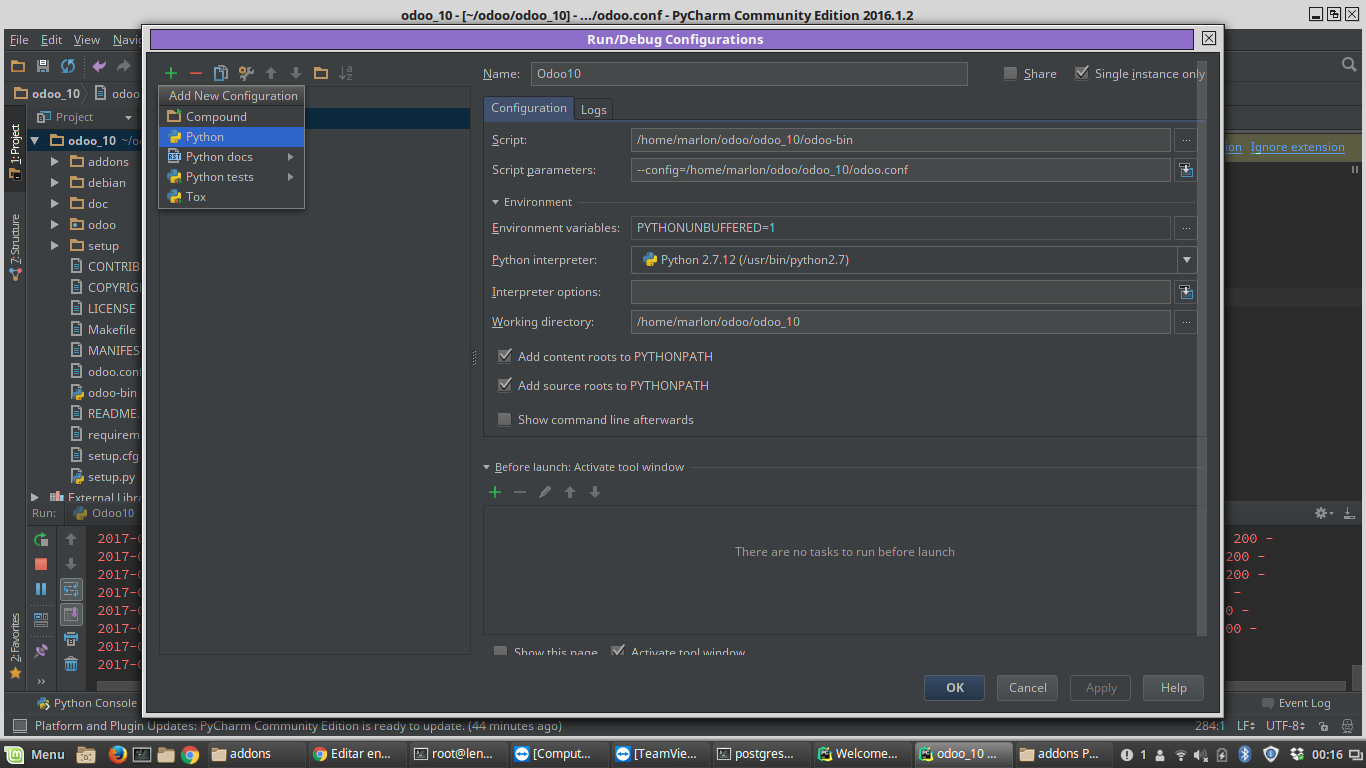 odoo_10 - [~/odoo/odoo_10] - .../odoo.conf - PyCharm Community Edition 2016.1.2
File Edit View Navi
odoo_10 odoo
Project
1: Project
7: Structure
2: Favorites
odoo_10 ~/o
addons
debian
doc
odoo
setup
CONTRIB
COPYRIG
LICENSE
Makefile
MANIFES
odoo.con
odoo-bin
README.
requirem
setup.cfg
setup.py
External Libra
Run/Debug Configurations
Add New Configuration
Compound
Python
Python docs
Python tests
Tox
Name: Odoo10 Share Single instance only
Configuration Logs
Script: /home/marlon/odoo/odoo_10/odoo-bin ...
Script parameters: --config=/home/marlon/odoo/odoo_10/odoo.conf
Environment
Environment variables: PYTHONUNBUFFERED=1 ...
Python interpreter: Python 2.7.12 (/usr/bin/python2.7)
Interpreter options:
Working directory: /home/marlon/odoo/odoo_10 ...
Add content roots to PYTHONPATH
Add source roots to PYTHONPATH
Show command line afterwards
Before launch: Activate tool window
There are no tasks to run before launch
Show this page Activate tool window
OK Cancel Apply Help
ion Ignore extension
Run: Odoo10
2017-0 200 -
2017-0 200 -
2017-0 200 -
2017-0 -
2017-0 0 -
2017-0 00 -
2017-0
2017-0
Python Console Event Log
Platform and Plugin Updates: PyCharm Community Edition is ready to update. (44 minutes ago) 284:1 LF UTF-8
Menu addons Editar en... root@len... [Comput... [TeamVie... postgres... Welcome... odoo_10 ... addons P... 1 00:16